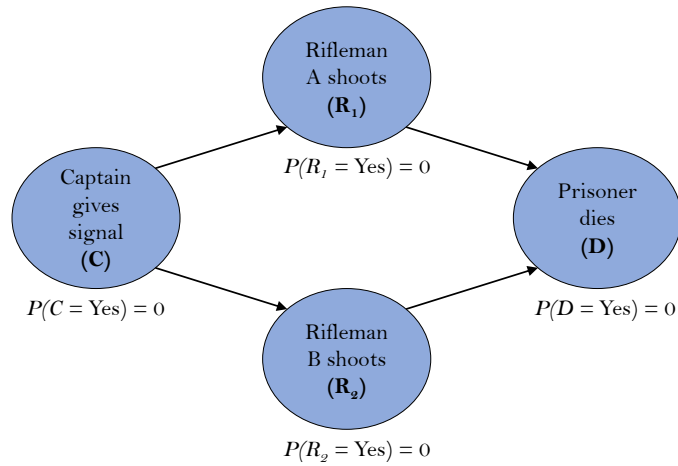 Rifleman
A shoots
(R₁)
P(R₁ = Yes) = 0
Captain
gives
signal
(C)
P(C = Yes) = 0
Prisoner
dies
(D)
P(D = Yes) = 0
Rifleman
B shoots
(R₂)
P(R₂ = Yes) = 0